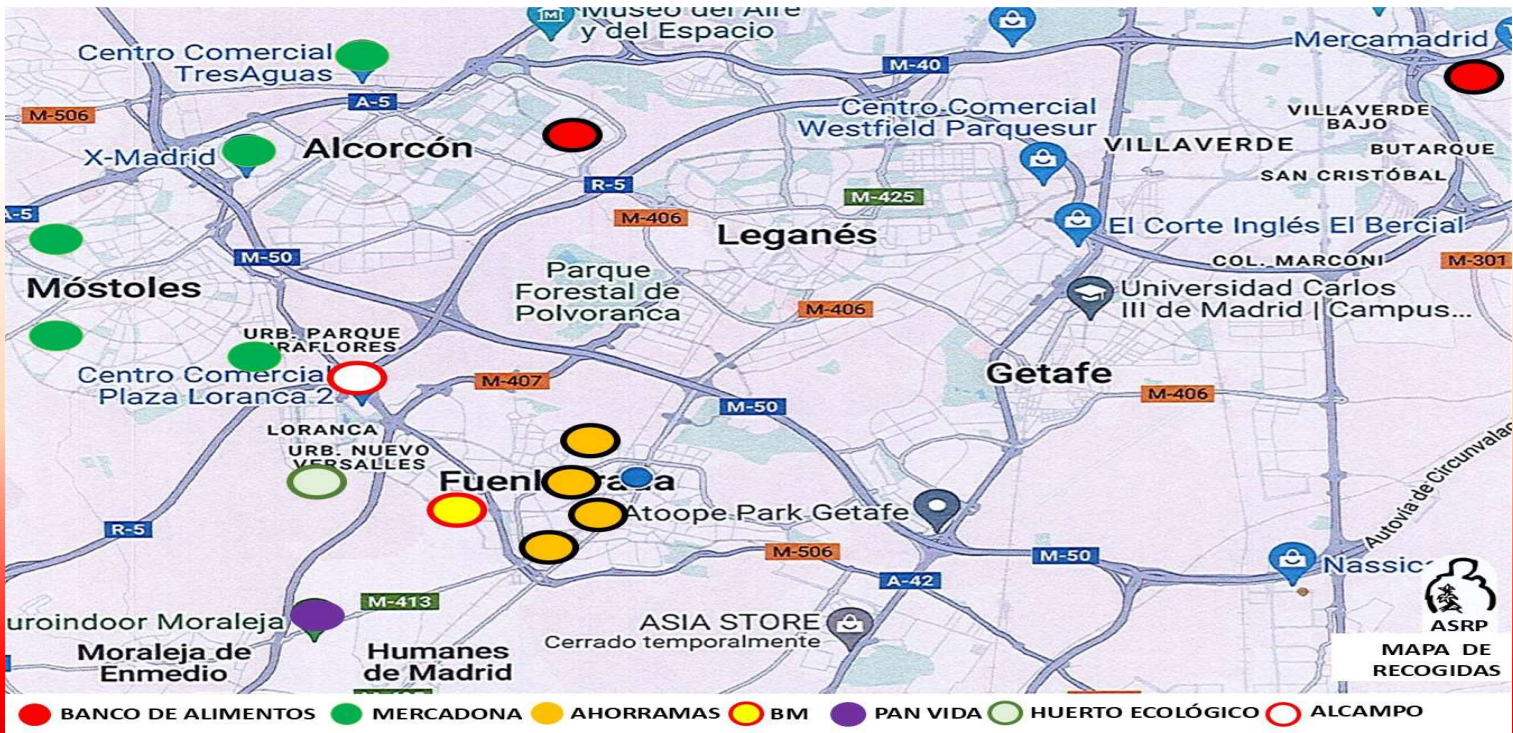 Museo del Aire
y del Espacio
Centro Comercial
TresAguas
Mercamadrid
M-40
A-5
M-506
Centro Comercial
Westfield Parquesur
VILLAVERDE
BAJO
X-Madrid
Alcorcón
VILLAVERDE
BUTARQUE
SAN CRISTÓBAL
R-5
M-425
A-5
M-406
Leganés
El Corte Inglés El Bercial
M-50
COL. MARCONI
M-301
Móstoles
Parque
Forestal de
Polvoranca
Universidad Carlos
III de Madrid | Campus...
M-406
URB. PARQUE
Centro Comercial
Plaza Loranca 2
M-407
Getafe
M-406
M-50
LORANCA
URB. NUEVO
VERSALLES
Atoope Park Getafe
R-5
Autovía de Circunvalac
M-506
M-50
A-42
Nassica
M-413
uroindoor Moraleja
ASIA STORE
Cerrado temporalmente
ASRP
Moraleja de
Enmedio
Humanes
de Madrid
MAPA DE
RECOGIDAS
BANCO DE ALIMENTOS MERCADONA AHORRAMAS BM PAN VIDA HUERTO ECOLÓGICO ALCAMPO